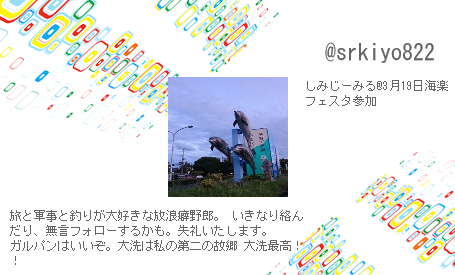 @srkiyo822
しみじーみる@3月19日海楽
フェスタ参加
旅と軍事と釣りが大好きな放浪癖野郎。 いきなり絡ん
だり、無言フォローするかも。失礼いたします。
ガルパンはいいぞ。大洗は私の第二の故郷 大洗最高！
！